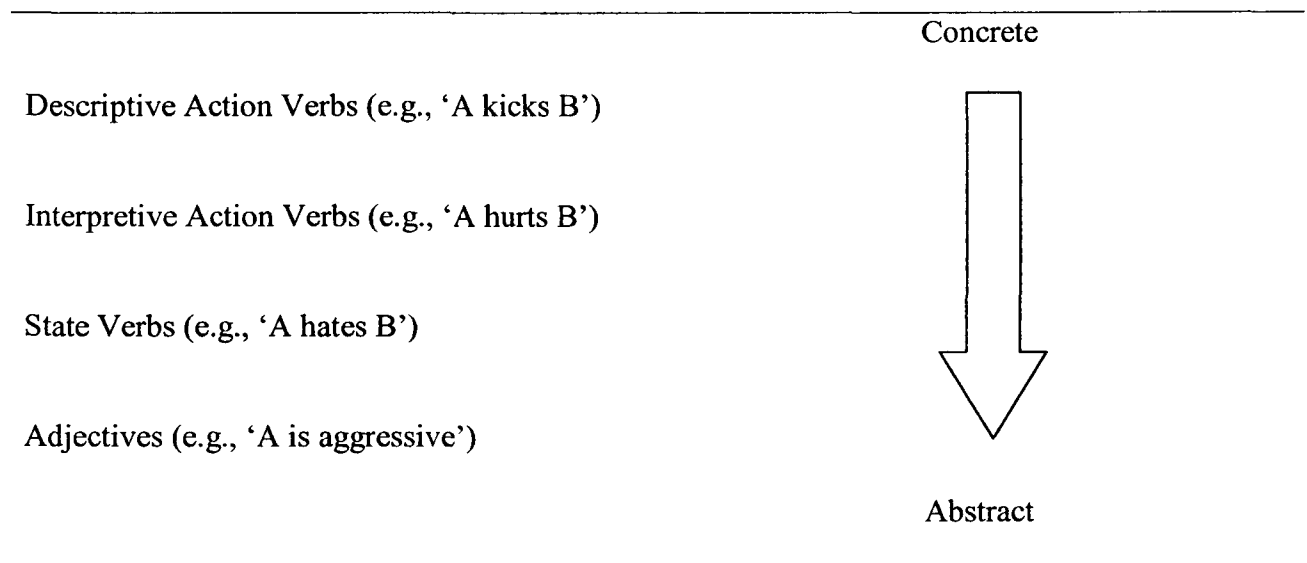 Concrete
Descriptive Action Verbs (e.g., ‘A kicks B’)
Interpretive Action Verbs (e.g., ‘A hurts B’)
State Verbs (e.g., ‘A hates B’)
Adjectives (e.g., ‘A is aggressive’)
Abstract